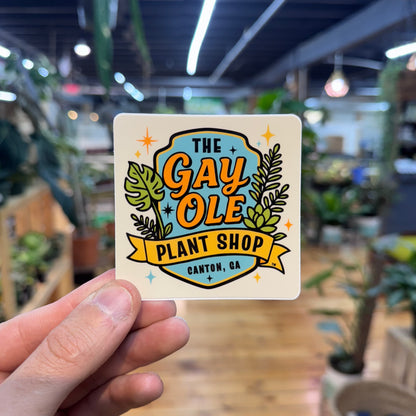 THE
GAY
OLE
PLANT SHOP
CANTON, GA